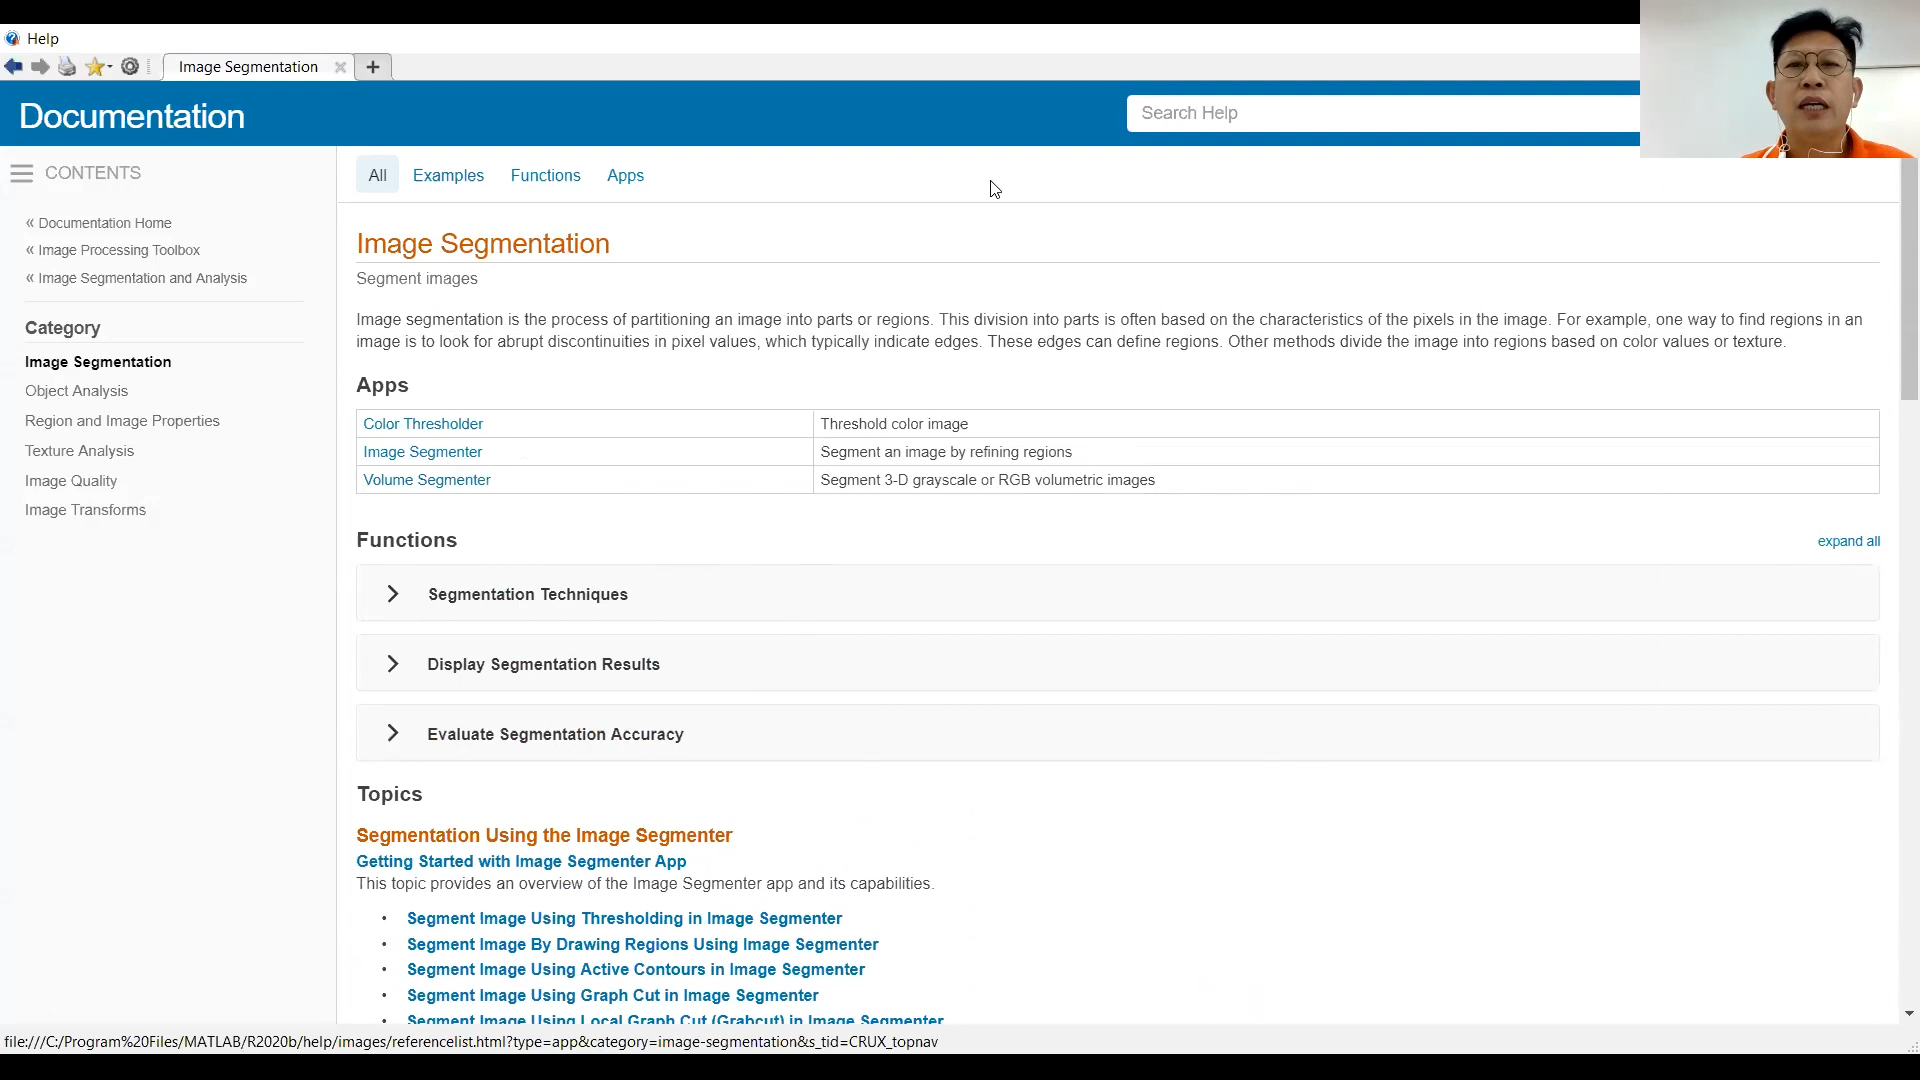 Help
Image Segmentation
Documentation
Search Help
CONTENTS
« Documentation Home
« Image Processing Toolbox
« Image Segmentation and Analysis
Category
Image Segmentation
Object Analysis
Region and Image Properties
Texture Analysis
Image Quality
Image Transforms
All Examples Functions Apps
Image Segmentation
Segment images
Image segmentation is the process of partitioning an image into parts or regions. This division into parts is often based on the characteristics of the pixels in the image. For example, one way to find regions in an
image is to look for abrupt discontinuities in pixel values, which typically indicate edges. These edges can define regions. Other methods divide the image into regions based on color values or texture.
Apps
Color Thresholder Threshold color image
Image Segmenter Segment an image by refining regions
Volume Segmenter Segment 3-D grayscale or RGB volumetric images
Functions expand all
Segmentation Techniques
Display Segmentation Results
Evaluate Segmentation Accuracy
Topics
Segmentation Using the Image Segmenter
Getting Started with Image Segmenter App
This topic provides an overview of the Image Segmenter app and its capabilities.
• Segment Image Using Thresholding in Image Segmenter
• Segment Image By Drawing Regions Using Image Segmenter
• Segment Image Using Active Contours in Image Segmenter
• Segment Image Using Graph Cut in Image Segmenter
• Segment Image Using Local Graph Cut (Grabcut) in Image Segmenter
file:///C:/Program%20Files/MATLAB/R2020b/help/images/referencelist.html?type=app&category=image-segmentation&s_tid=CRUX_topnav